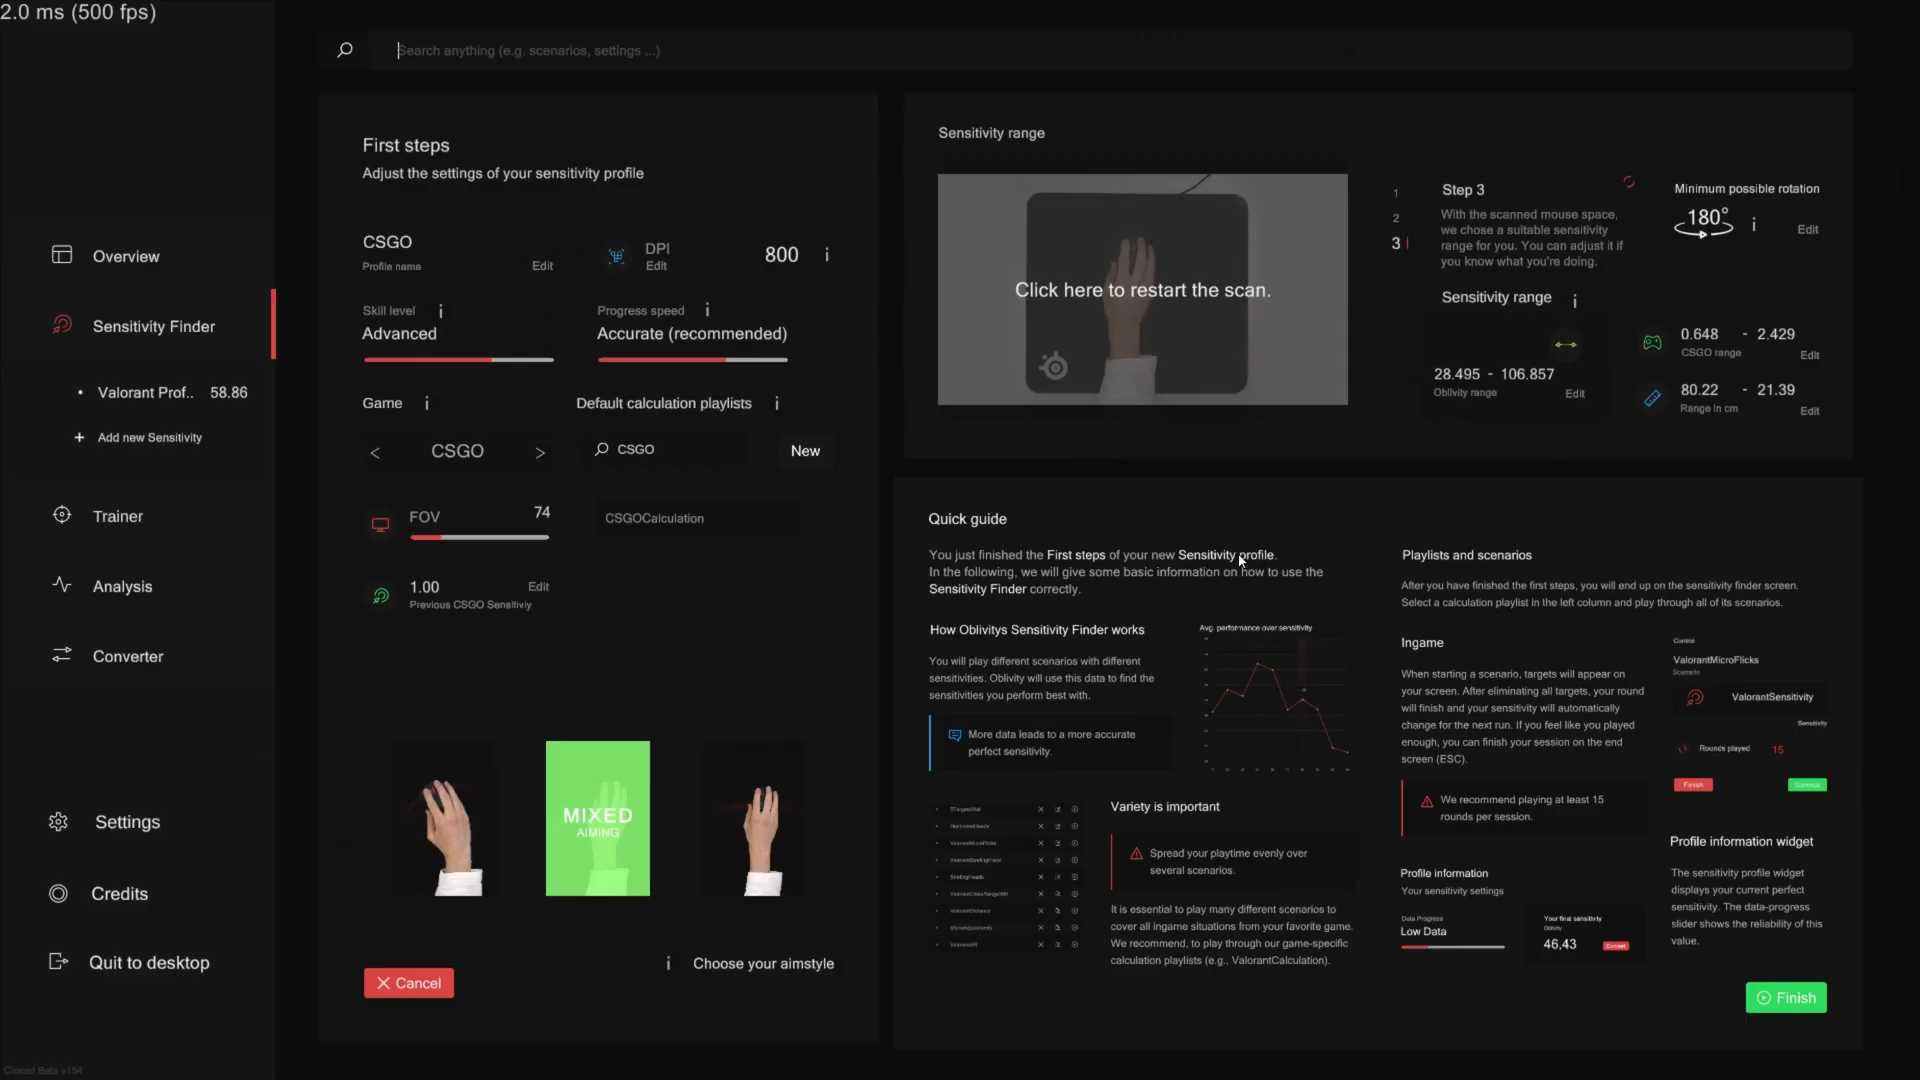 2.0 ms (500 fps)
Search anything (e.g. scenarios, settings ...)
Overview
Sensitivity Finder
• Valorant Prof.. 58.86
+ Add new Sensitivity
Trainer
Analysis
Converter
Settings
Credits
Quit to desktop
Closed Beta v154
First steps
Adjust the settings of your sensitivity profile
CSGO
Profile name Edit
DPI
Edit
800 i
Skill level i
Advanced
Progress speed i
Accurate (recommended)
Game i
Default calculation playlists i
< CSGO >
CSGO
New
FOV 74
CSGOCalculation
1.00 Edit
Previous CSGO Sensitiviy
MIXED
AIMING
i Choose your aimstyle
Cancel
Sensitivity range
Click here to restart the scan.
1
2
3
Step 3
With the scanned mouse space,
we chose a suitable sensitivity
range for you. You can adjust it if
you know what you're doing.
Minimum possible rotation
180° i Edit
Sensitivity range i
28.495 - 106.857
Oblivity range Edit
0.648 - 2.429
CSGO range Edit
80.22 - 21.39
Range in cm Edit
Quick guide
You just finished the First steps of your new Sensitivity profile.
In the following, we will give some basic information on how to use the
Sensitivity Finder correctly.
How Oblivitys Sensitivity Finder works
You will play different scenarios with different
sensitivities. Oblivity will use this data to find the
sensitivities you perform best with.
More data leads to a more accurate
perfect sensitivity.
Avg. performance over sensitivity
ValorantMicroFlicks
StrafingHeads
ValorantDistance
Variety is important
Spread your playtime evenly over
several scenarios.
It is essential to play many different scenarios to
cover all ingame situations from your favorite game.
We recommend, to play through our game-specific
calculation playlists (e.g., ValorantCalculation).
Playlists and scenarios
After you have finished the first steps, you will end up on the sensitivity finder screen.
Select a calculation playlist in the left column and play through all of its scenarios.
Ingame
When starting a scenario, targets will appear on
your screen. After eliminating all targets, your round
will finish and your sensitivity will automatically
change for the next run. If you feel like you played
enough, you can finish your session on the end
screen (ESC).
We recommend playing at least 15
rounds per session.
Control
ValorantMicroFlicks
Scenario
ValorantSensitivity
Sensitivity
Rounds played 15
Finish
Continue
Profile information
Your sensitivity settings
Data Progress
Low Data
Your final sensitivity
Oblivity
46,43
Profile information widget
The sensitivity profile widget
displays your current perfect
sensitivity. The data-progress
slider shows the reliability of this
value.
Finish